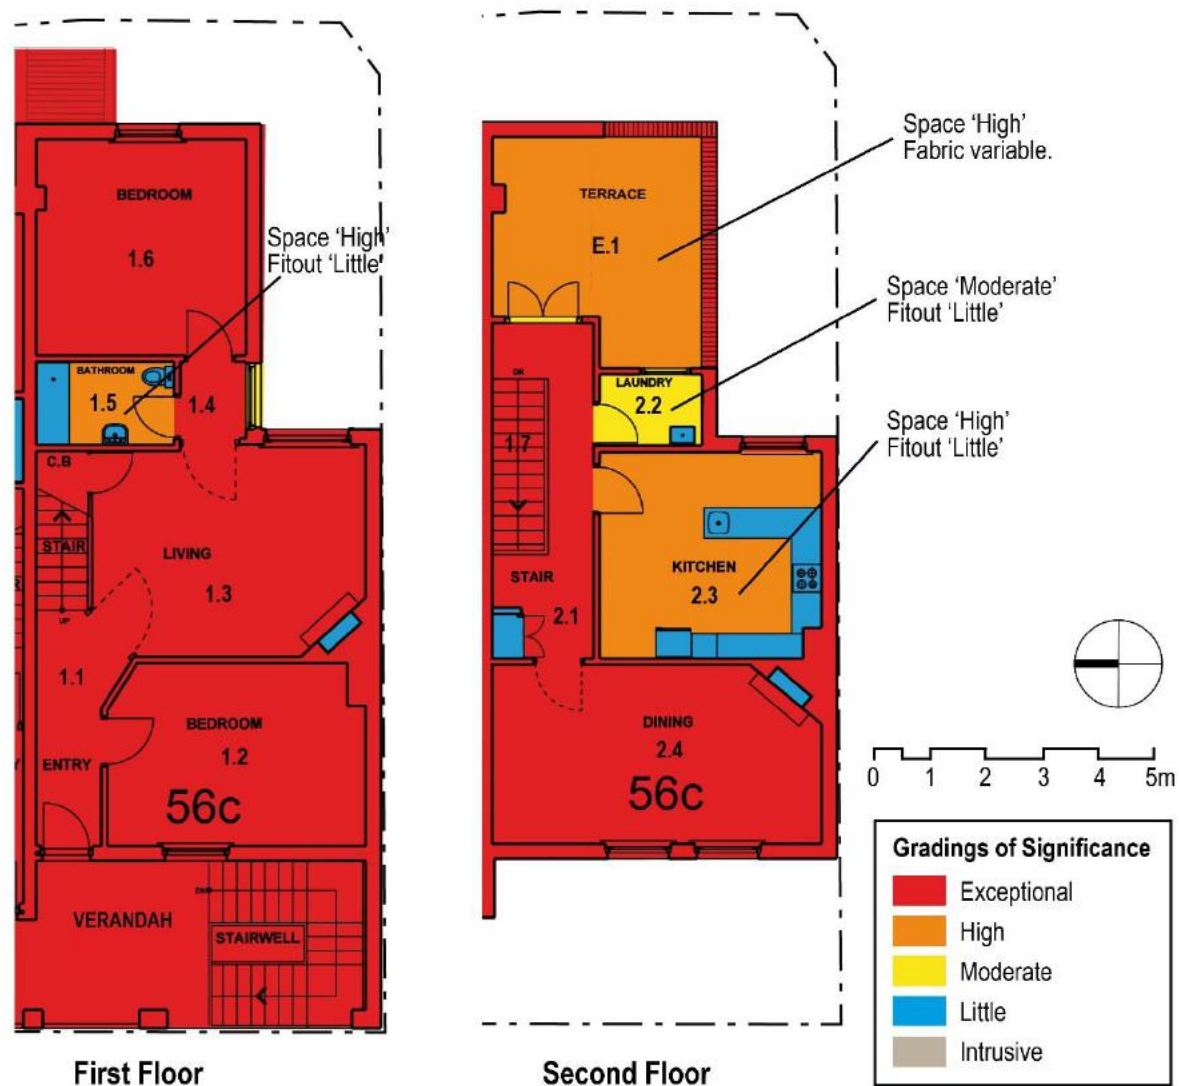 BEDROOM
1.6
Space ‘High’
Fitout ‘Little’
BATHROOM
1.5
1.4
C.B
STAIR
UP
LIVING
1.3
1.1
BEDROOM
1.2
ENTRY
56c
VERANDAH
STAIRWELL
First Floor
TERRACE
E.1
Space ‘High’
Fabric variable.
Space ‘Moderate’
Fitout ‘Little’
LAUNDRY
2.2
DN
1.7
Space ‘High’
Fitout ‘Little’
KITCHEN
2.3
STAIR
2.1
DINING
2.4
56c
Second Floor
0 1 2 3 4 5m
Gradings of Significance
Exceptional
High
Moderate
Little
Intrusive